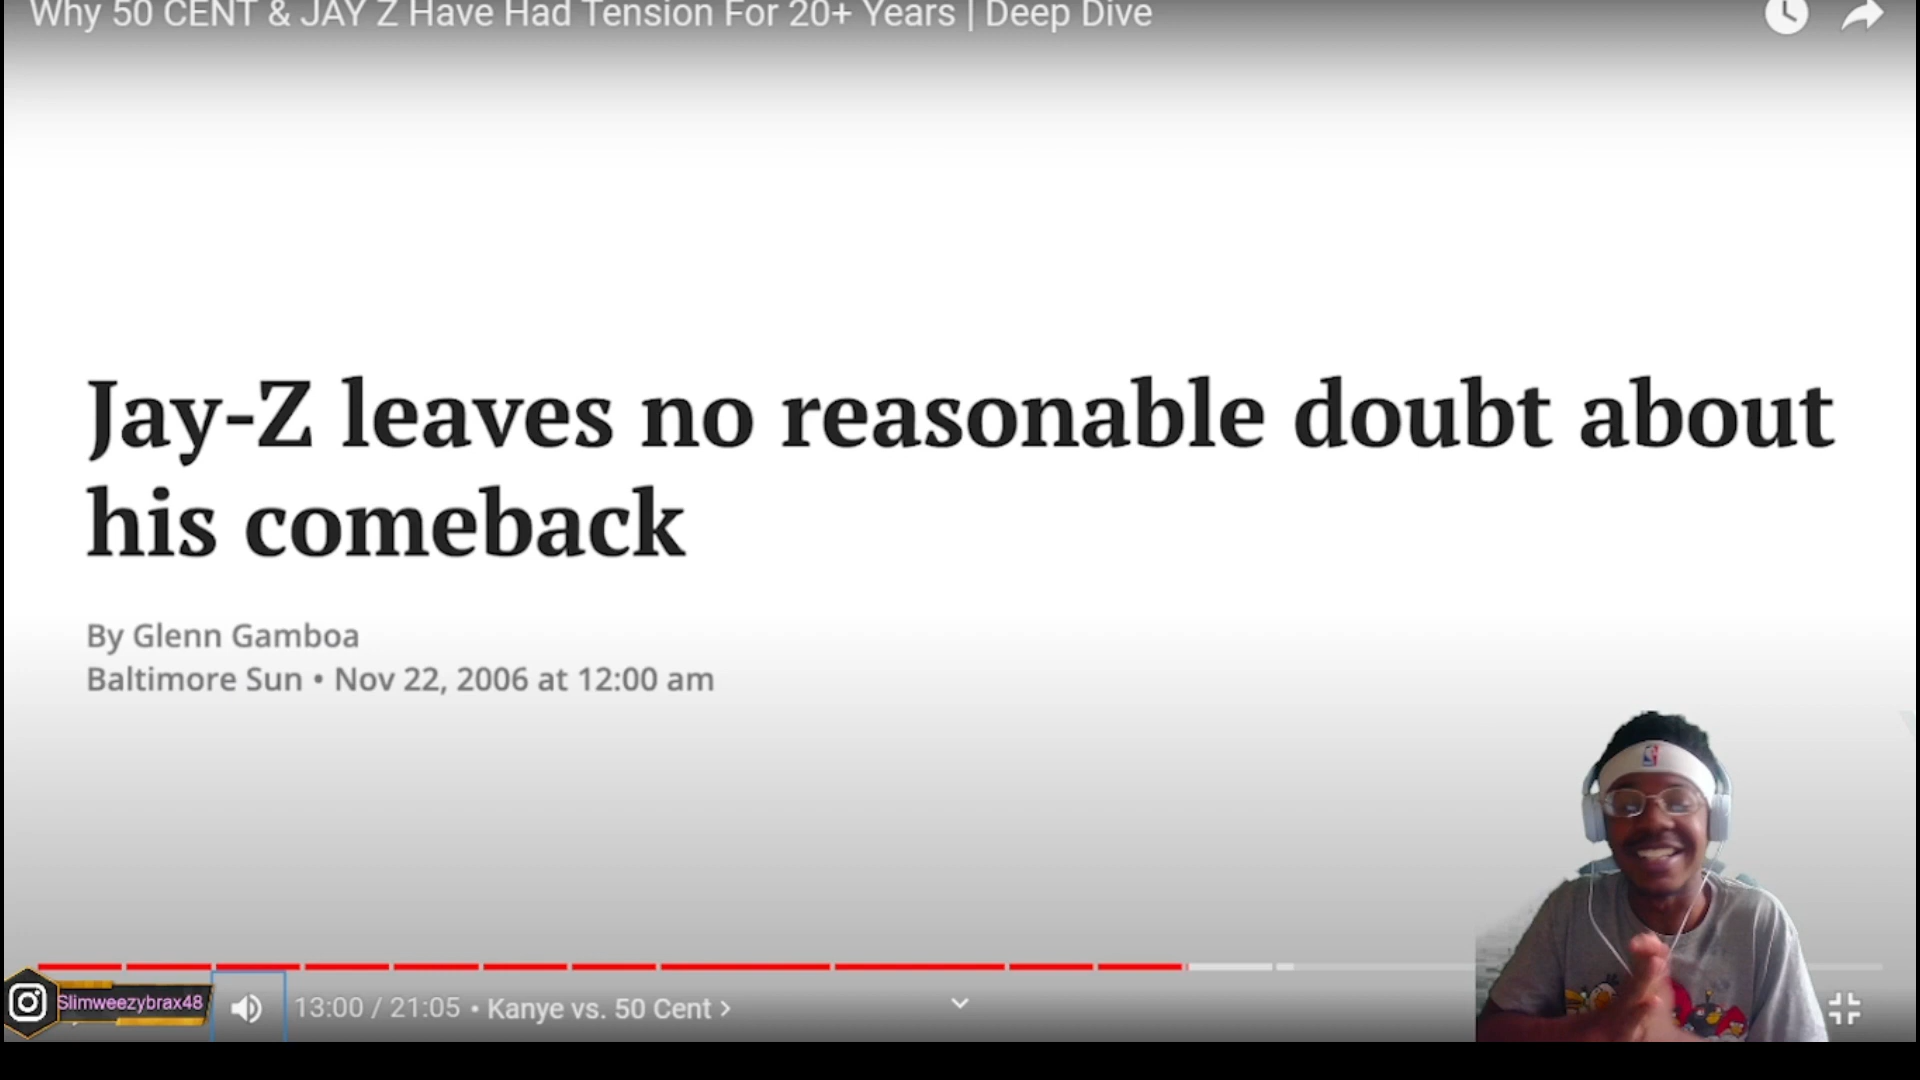 Why 50 CENT & JAY Z Have Had Tension For 20+ Years | Deep Dive
Jay-Z leaves no reasonable doubt about
his comeback
By Glenn Gamboa
Baltimore Sun • Nov 22, 2006 at 12:00 am
Slimweezybrax48
13:00 / 21:05 • Kanye vs. 50 Cent >